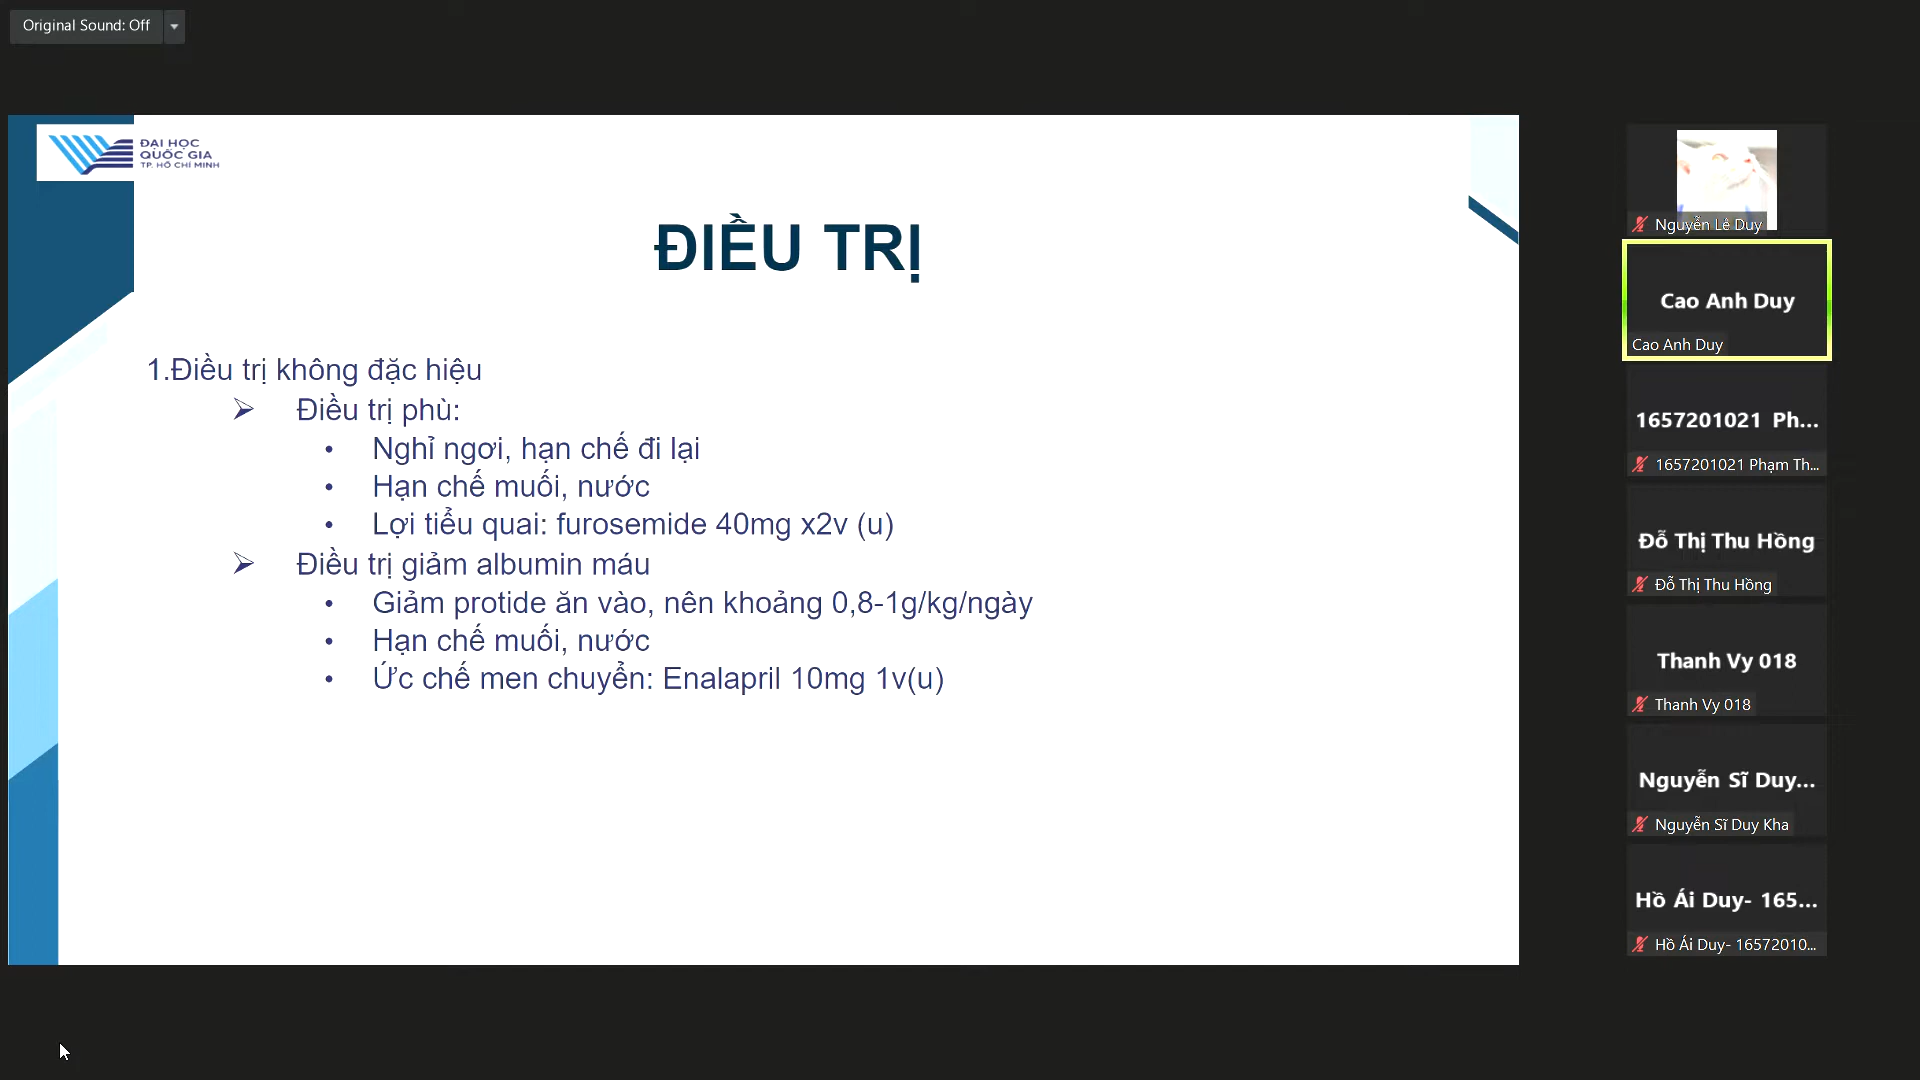 Original Sound: Off
ĐẠI HỌC
QUỐC GIA
TP. HỒ CHÍ MINH
ĐIỀU TRỊ
1.Điều trị không đặc hiệu
➢ Điều trị phù:
• Nghỉ ngơi, hạn chế đi lại
• Hạn chế muối, nước
• Lợi tiểu quai: furosemide 40mg x2v (u)
➢ Điều trị giảm albumin máu
• Giảm protide ăn vào, nên khoảng 0,8-1g/kg/ngày
• Hạn chế muối, nước
• Ức chế men chuyển: Enalapril 10mg 1v(u)
Nguyễn Lê Duy
Cao Anh Duy
Cao Anh Duy
1657201021 Ph...
1657201021 Phạm Th...
Đỗ Thị Thu Hồng
Đỗ Thị Thu Hồng
Thanh Vy 018
Thanh Vy 018
Nguyễn Sĩ Duy...
Nguyễn Sĩ Duy Kha
Hồ Ái Duy- 165...
Hồ Ái Duy- 16572010...